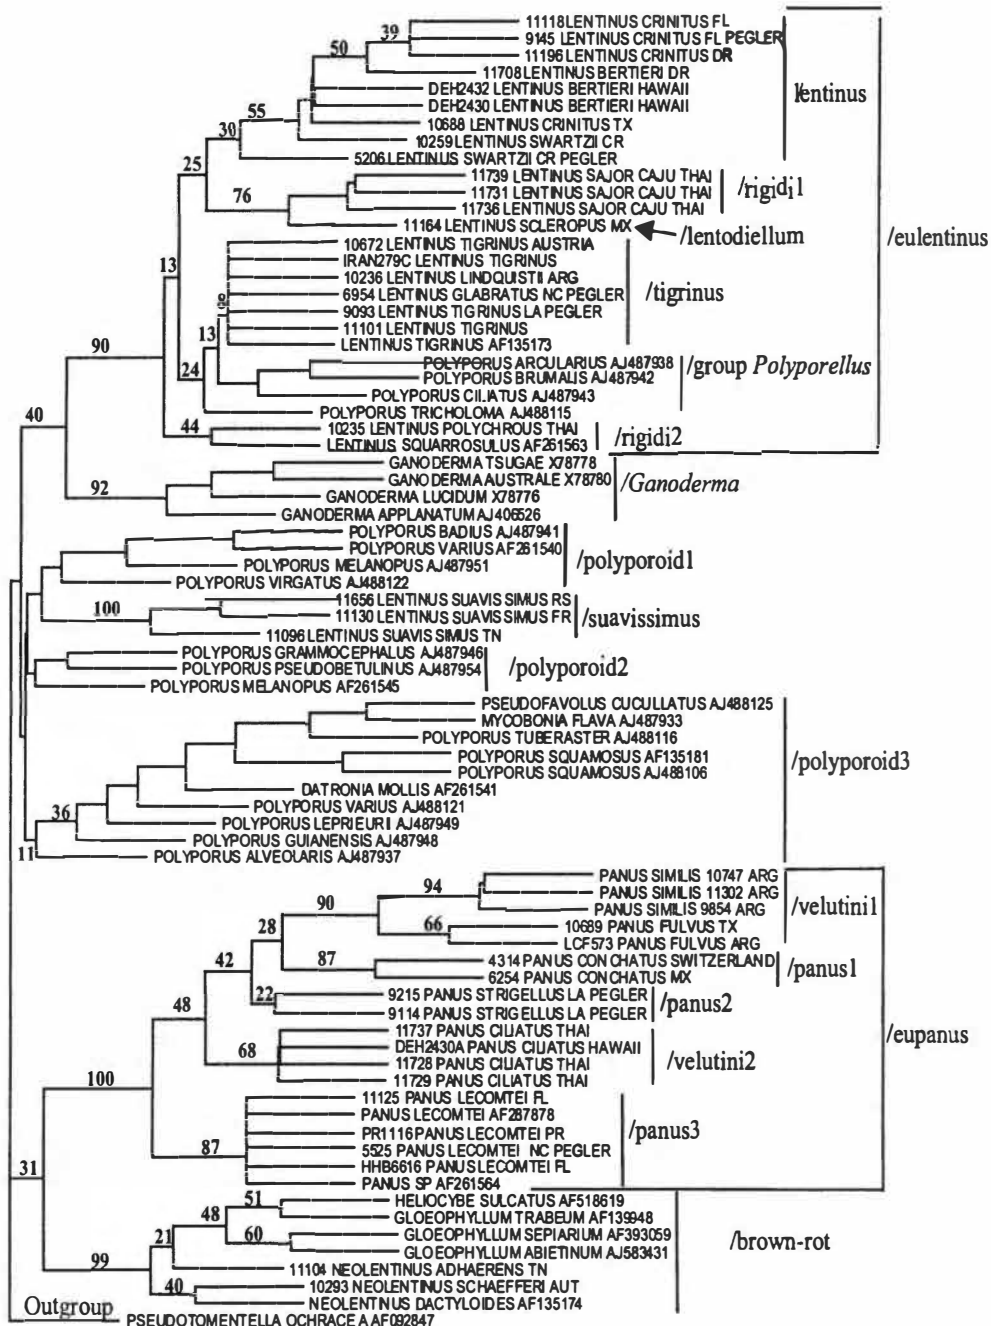 11118 LENTINUS CRINITUS FL
39
9145 LENTINUS CRINITUS FL PEGLER
50
11196 LENTINUS CRINITUS DR
11708 LENTINUS BERTIERI DR
DEH2432 LENTINUS BERTIERI HAWAII
/lentinus
DEH2430 LENTINUS BERTIERI HAWAII
55
10688 LENTINUS CRINITUS TX
30
10259 LENTINUS SWARTZII CR
5206 LENTINUS SWARTZII CR PEGLER
25
11739 LENTINUS SAJOR CAJU THAI
76
11731 LENTINUS SAJOR CAJU THAI
/rigidi1
11736 LENTINUS SAJOR CAJU THAI
11164 LENTINUS SCLEROPUS MX
/lentodiellum
/eulentinus
10672 LENTINUS TIGRINUS AUSTRIA
13
IRAN279C LENTINUS TIGRINUS
10236 LENTINUS LINDQUISTII ARG
6954 LENTINUS GLABRATUS NC PEGLER
/tigrinus
9093 LENTINUS TIGRINUS LA PEGLER
11101 LENTINUS TIGRINUS
13
LENTINUS TIGRINUS AF135173
90
POLYPORUS ARCULARIUS AJ487938
/group Polyporellus
24
POLYPORUS BRUMALIS AJ487942
POLYPORUS CILIATUS AJ487943
POLYPORUS TRICHOLOMA AJ488115
40
44
10235 LENTINUS POLYCHROUS THAI
/rigidi2
LENTINUS SQUARROSULUS AF261563
GANODERMA TSUGAE X78778
GANODERMA AUSTRALE X78780
/Ganoderma
92
GANODERMA LUCIDUM X78776
GANODERMA APPLANATUM AJ406526
POLYPORUS BADIUS AJ487941
POLYPORUS VARIUS AF261540
/polyporoid1
POLYPORUS MELANOPUS AJ487951
POLYPORUS VIRGATUS AJ488122
11656 LENTINUS SUAVISSIMUS RS
100
11130 LENTINUS SUAVISSIMUS FR
/suavissimus
11096 LENTINUS SUAVISSIMUS TN
POLYPORUS GRAMMOCEPHALUS AJ487946
POLYPORUS PSEUDOBETULINUS AJ487954
/polyporoid2
POLYPORUS MELANOPUS AF261545
PSEUDOFAVOLUS CUCULLATUS AJ488125
MYCOBONIA FLAVA AJ487933
POLYPORUS TUBERASTER AJ488116
POLYPORUS SQUAMOSUS AF135181
/polyporoid3
POLYPORUS SQUAMOSUS AJ488106
DATRONIA MOLLIS AF261541
POLYPORUS VARIUS AJ488121
36
POLYPORUS LEPRIEURII AJ487949
POLYPORUS GUIANENSIS AJ487948
11
POLYPORUS ALVEOLARIS AJ487937
PANUS SIMILIS 10747 ARG
94
PANUS SIMILIS 11302 ARG
90
PANUS SIMILIS 9854 ARG
/velutini1
66
10689 PANUS FULVUS TX
28
LCF573 PANUS FULVUS ARG
87
4314 PANUS CONCHATUS SWITZERLAND
/panus1
42
6254 PANUS CONCHATUS MX
22
9215 PANUS STRIGELLUS LA PEGLER
/panus2
48
9114 PANUS STRIGELLUS LA PEGLER
11737 PANUS CILIATUS THAI
/eupanus
68
DEH2430A PANUS CILIATUS HAWAII
/velutini2
11728 PANUS CILIATUS THAI
100
11729 PANUS CILIATUS THAI
11125 PANUS LECOMTEI FL
PANUS LECOMTEI AF287878
PR1116 PANUS LECOMTEI PR
/panus3
87
5525 PANUS LECOMTEI NC PEGLER
HHB6616 PANUS LECOMTEI FL
31
PANUS SP AF261564
51
HELIOCYBE SULCATUS AF518619
48
GLOEOPHYLLUM TRABEUM AF139948
21
60
GLOEOPHYLLUM SEPIARIUM AF393059
/brown-rot
GLOEOPHYLLUM ABIETINUM AJ583431
99
11104 NEOLENTINUS ADHAERENS TN
40
10293 NEOLENTINUS SCHAEFFERI AUT
NEOLENTINUS DACTYLOIDES AF135174
Outgroup
PSEUDOTOMENTELLA OCHRACEA AF092847